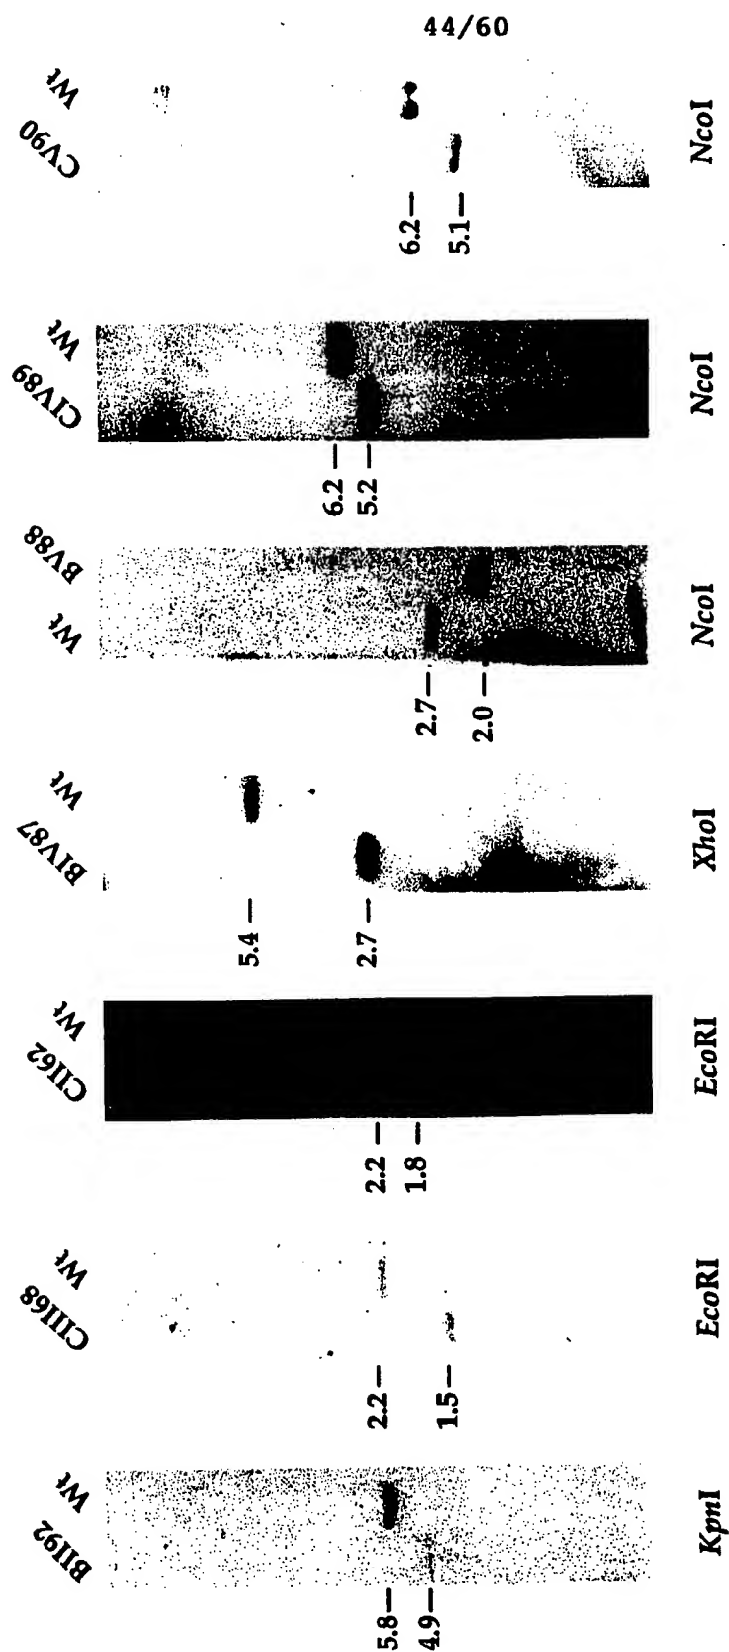 44/60
BII92 Wt
5.8
4.9
KpnI
CIII68 Wt
2.2
1.5
EcoRI
CII62 Wt
2.2
1.8
EcoRI
BIV87 Wt
5.4
2.7
XhoI
Wt BV88
2.7
2.0
NcoI
CIV89 Wt
6.2
5.2
NcoI
CV90 Wt
6.2
5.1
NcoI